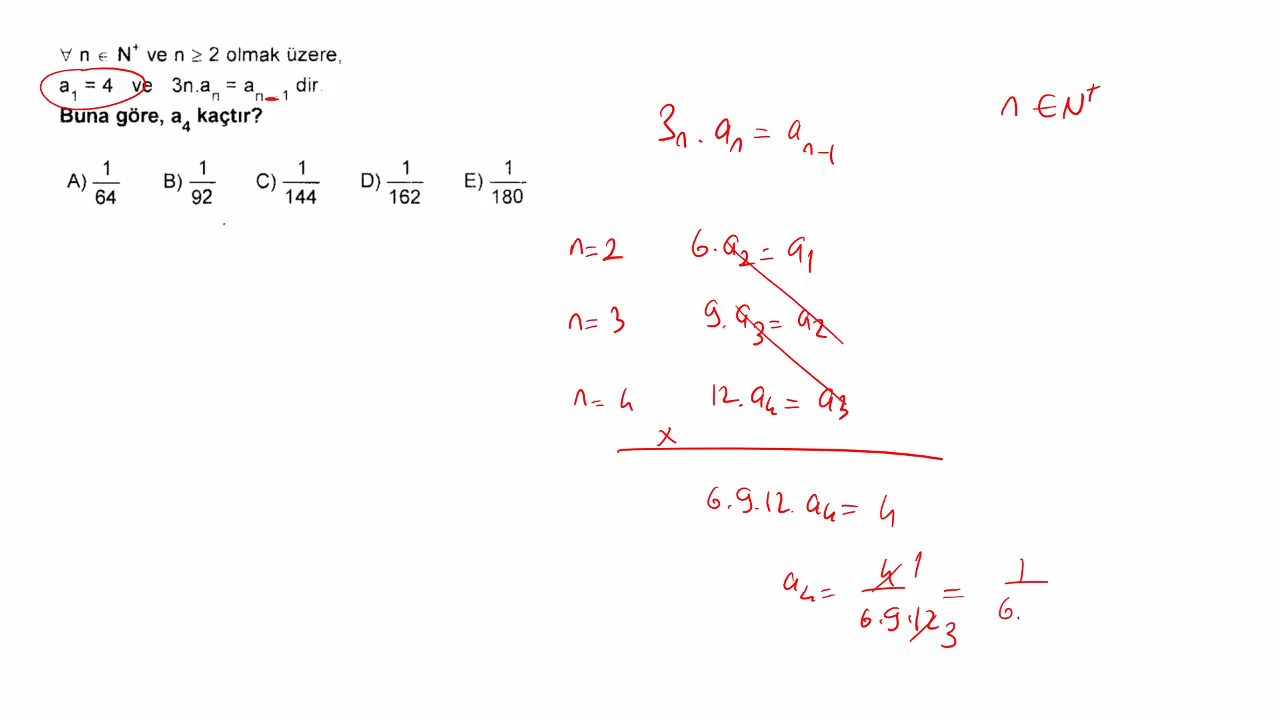 ∀ n ∈ N⁺ ve n ≥ 2 olmak üzere,
a₁ = 4 ve 3n.aₙ = aₙ₋₁ dir.
Buna göre, a₄ kaçtır?
A) 1/64 B) 1/92 C) 1/144 D) 1/162 E) 1/180
n ∈ N⁺
3n . aₙ = aₙ₋₁
n=2 6.a₂ = a₁
n=3 9.a₃ = a₂
n=4 12.a₄ = a₃
x
6.9.12.a₄ = 4
a₄ = 4 1 / 6.9.12 3 = 1 / 6.